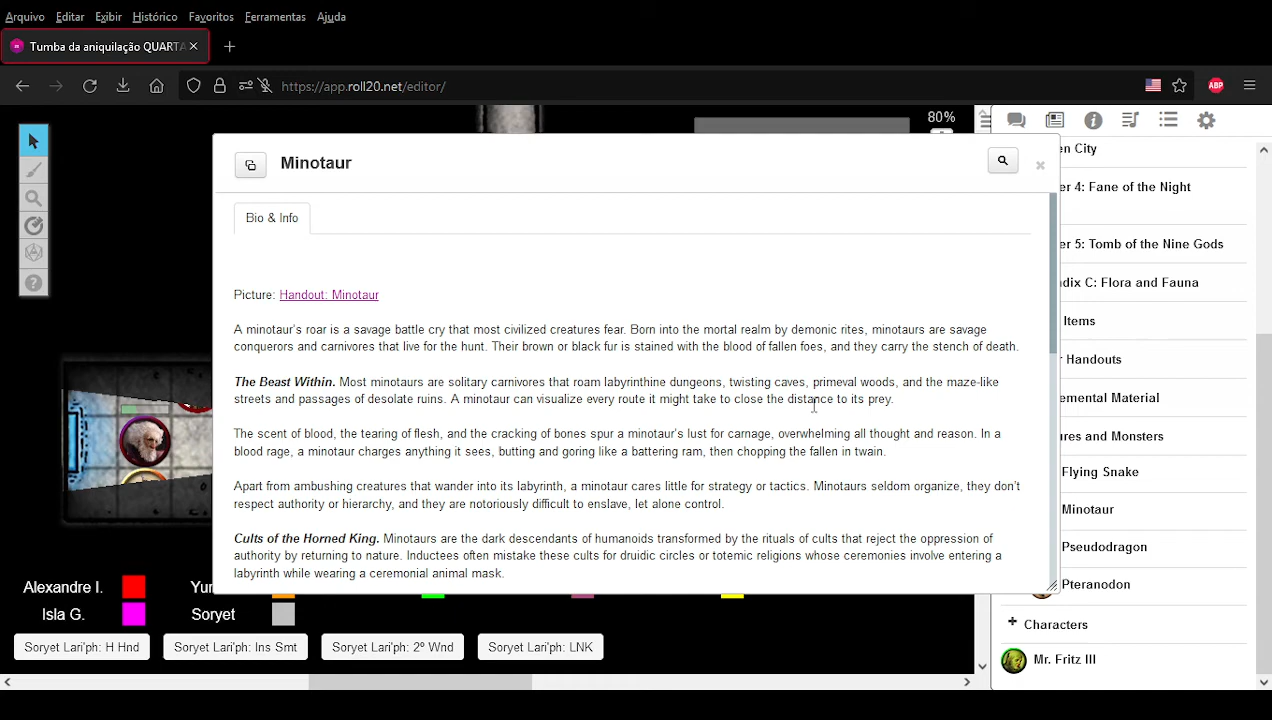 Arquivo Editar Exibir Histórico Favoritos Ferramentas Ajuda
Tumba da aniquilação QUARTA
https://app.roll20.net/editor/
ABP
80%
Minotaur
Bio & Info
Picture: Handout: Minotaur
A minotaur's roar is a savage battle cry that most civilized creatures fear. Born into the mortal realm by demonic rites, minotaurs are savage
conquerors and carnivores that live for the hunt. Their brown or black fur is stained with the blood of fallen foes, and they carry the stench of death.
The Beast Within. Most minotaurs are solitary carnivores that roam labyrinthine dungeons, twisting caves, primeval woods, and the maze-like
streets and passages of desolate ruins. A minotaur can visualize every route it might take to close the distance to its prey.
The scent of blood, the tearing of flesh, and the cracking of bones spur a minotaur's lust for carnage, overwhelming all thought and reason. In a
blood rage, a minotaur charges anything it sees, butting and goring like a battering ram, then chopping the fallen in twain.
Apart from ambushing creatures that wander into its labyrinth, a minotaur cares little for strategy or tactics. Minotaurs seldom organize, they don't
respect authority or hierarchy, and they are notoriously difficult to enslave, let alone control.
Cults of the Horned King. Minotaurs are the dark descendants of humanoids transformed by the rituals of cults that reject the oppression of
authority by returning to nature. Inductees often mistake these cults for druidic circles or totemic religions whose ceremonies involve entering a
labyrinth while wearing a ceremonial animal mask.
en City
er 4: Fane of the Night
er 5: Tomb of the Nine Gods
dix C: Flora and Fauna
Items
Handouts
emental Material
ures and Monsters
Flying Snake
Minotaur
Pseudodragon
Pteranodon
Characters
Mr. Fritz III
Alexandre I. Yur
Isla G. Soryet
Soryet Lari'ph: H Hnd Soryet Lari'ph: Ins Smt Soryet Lari'ph: 2º Wnd Soryet Lari'ph: LNK